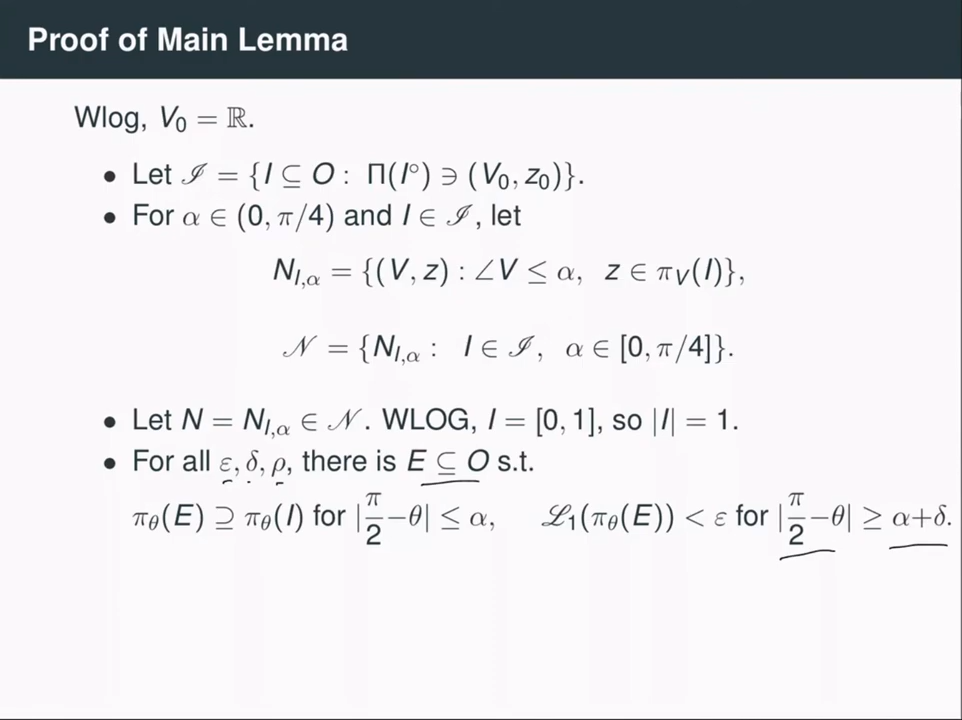 Proof of Main Lemma
Wlog, V₀ = ℝ.
• Let ℐ = {I ⊆ O : Π(I°) ∋ (V₀, z₀)}.
• For α ∈ (0, π/4) and I ∈ ℐ, let
N_{I,α} = {(V, z) : ∠V ≤ α, z ∈ π_V(I)},
𝒩 = {N_{I,α} : I ∈ ℐ, α ∈ [0, π/4]}.
• Let N = N_{I,α} ∈ 𝒩. WLOG, I = [0, 1], so |I| = 1.
• For all ε, δ, ρ, there is E ⊆ O s.t.
π_θ(E) ⊇ π_θ(I) for |π/2−θ| ≤ α, ℒ₁(π_θ(E)) < ε for |π/2−θ| ≥ α+δ.